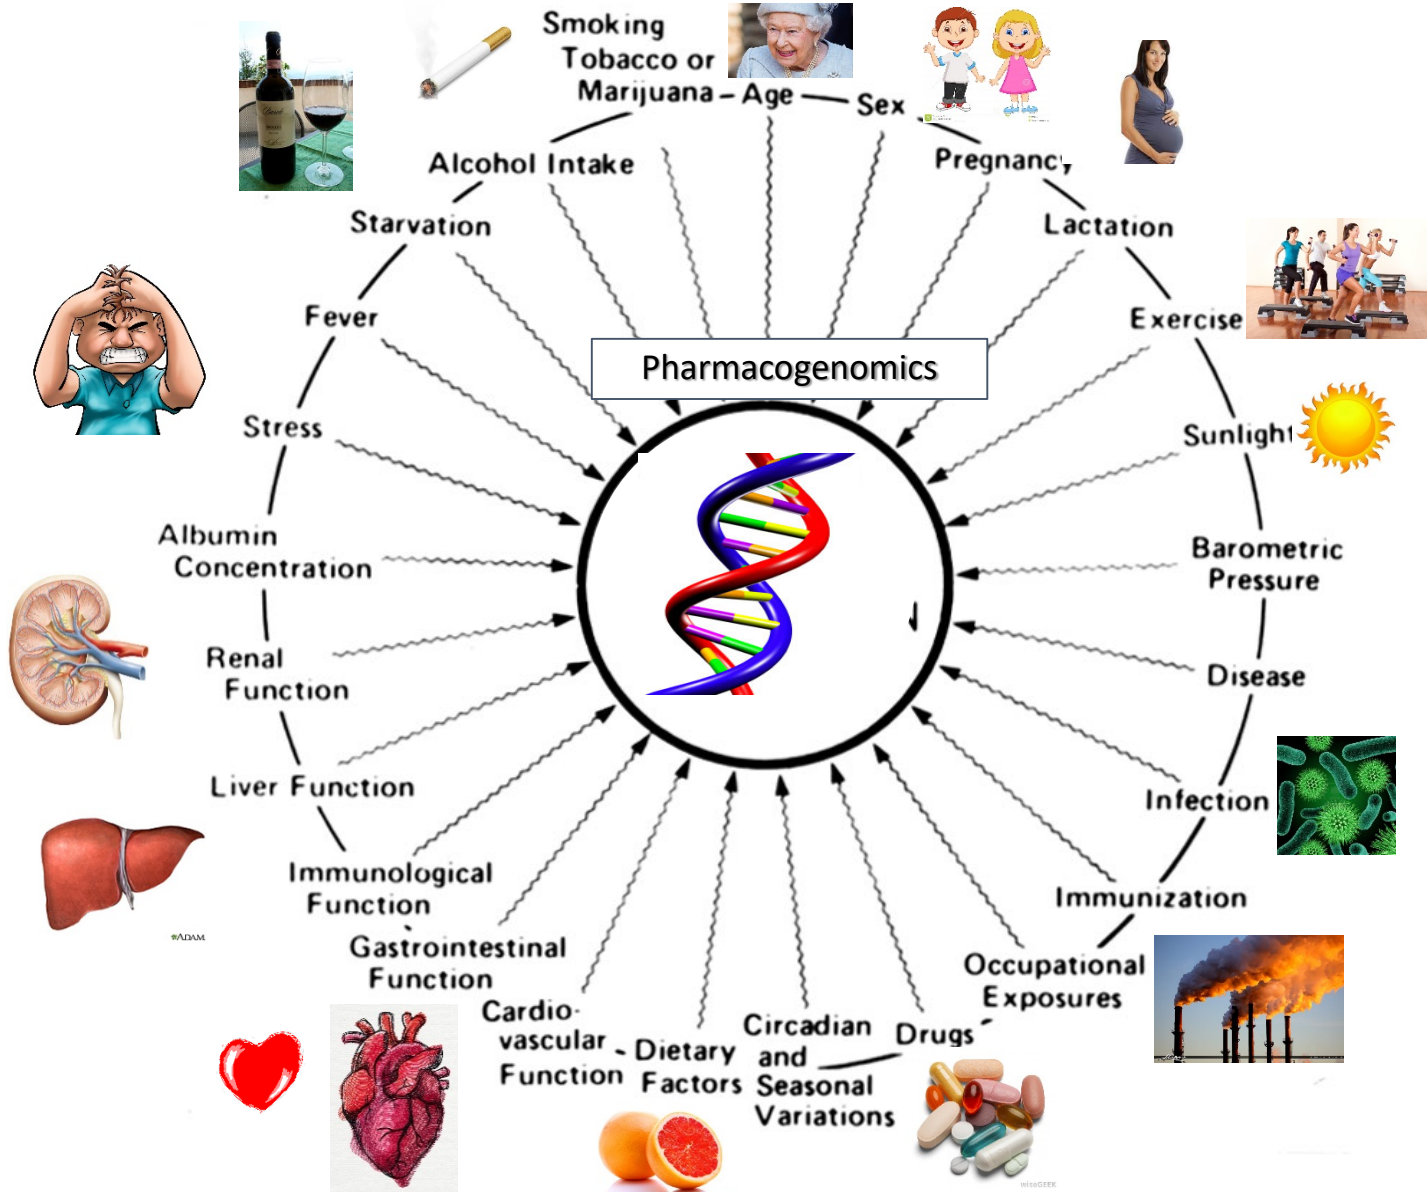 Smoking
Tobacco or
Marijuana
Age
Sex
Pregnancy
Lactation
Exercise
Sunlight
Barometric
Pressure
Disease
Infection
Immunization
Occupational
Exposures
Drugs
Circadian
and
Seasonal
Variations
Dietary
Factors
Cardio-
vascular
Function
Gastrointestinal
Function
Immunological
Function
Liver Function
Renal
Function
Albumin
Concentration
Stress
Fever
Starvation
Alcohol Intake
Pharmacogenomics
ADAM